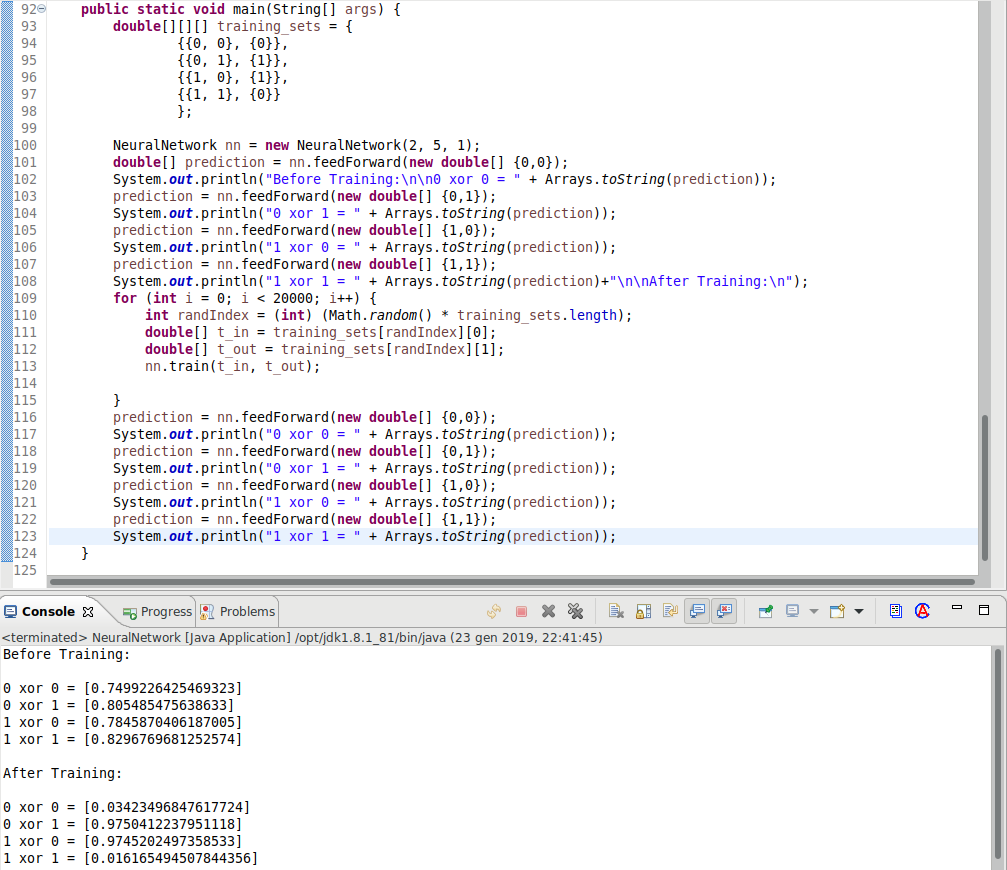 92 public static void main(String[] args) {
93 double[][][] training_sets = {
94 {{0, 0}, {0}},
95 {{0, 1}, {1}},
96 {{1, 0}, {1}},
97 {{1, 1}, {0}}
98 };
99
100 NeuralNetwork nn = new NeuralNetwork(2, 5, 1);
101 double[] prediction = nn.feedForward(new double[] {0,0});
102 System.out.println("Before Training:\n\n0 xor 0 = " + Arrays.toString(prediction));
103 prediction = nn.feedForward(new double[] {0,1});
104 System.out.println("0 xor 1 = " + Arrays.toString(prediction));
105 prediction = nn.feedForward(new double[] {1,0});
106 System.out.println("1 xor 0 = " + Arrays.toString(prediction));
107 prediction = nn.feedForward(new double[] {1,1});
108 System.out.println("1 xor 1 = " + Arrays.toString(prediction)+"\n\nAfter Training:\n");
109 for (int i = 0; i < 20000; i++) {
110 int randIndex = (int) (Math.random() * training_sets.length);
111 double[] t_in = training_sets[randIndex][0];
112 double[] t_out = training_sets[randIndex][1];
113 nn.train(t_in, t_out);
114
115 }
116 prediction = nn.feedForward(new double[] {0,0});
117 System.out.println("0 xor 0 = " + Arrays.toString(prediction));
118 prediction = nn.feedForward(new double[] {0,1});
119 System.out.println("0 xor 1 = " + Arrays.toString(prediction));
120 prediction = nn.feedForward(new double[] {1,0});
121 System.out.println("1 xor 0 = " + Arrays.toString(prediction));
122 prediction = nn.feedForward(new double[] {1,1});
123 System.out.println("1 xor 1 = " + Arrays.toString(prediction));
124 }
125
Console Progress Problems
<terminated> NeuralNetwork [Java Application] /opt/jdk1.8.1_81/bin/java (23 gen 2019, 22:41:45)
Before Training:

0 xor 0 = [0.7499226425469323]
0 xor 1 = [0.805485475638633]
1 xor 0 = [0.7845870406187005]
1 xor 1 = [0.8296769681252574]

After Training:

0 xor 0 = [0.03423496847617724]
0 xor 1 = [0.9750412237951118]
1 xor 0 = [0.9745202497358533]
1 xor 1 = [0.016165494507844356]